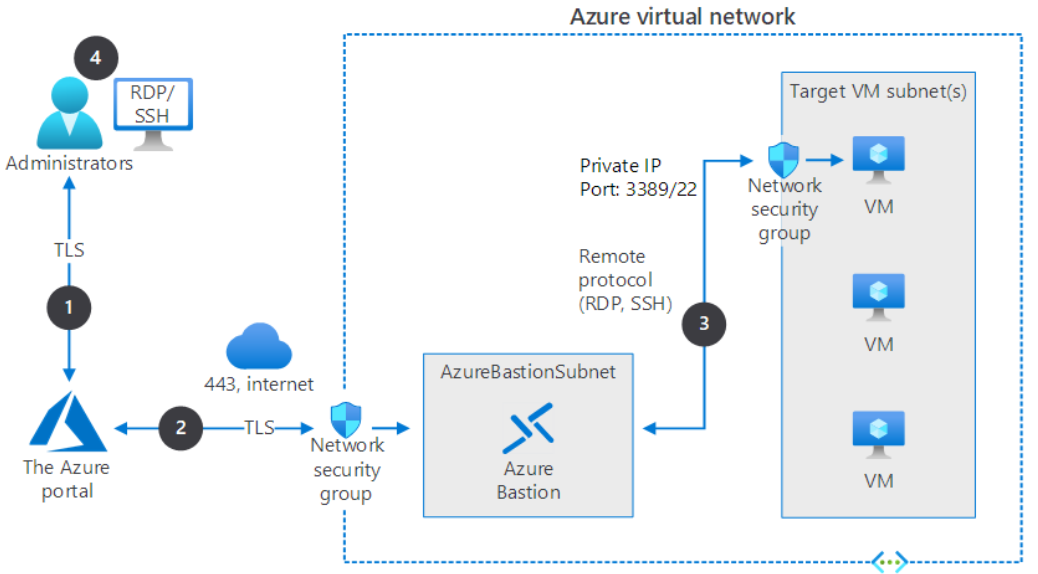 Azure virtual network
4
RDP/
SSH
Administrators
TLS
1
443, internet
The Azure
portal
2
TLS
Network
security
group
AzureBastionSubnet
Azure
Bastion
Private IP
Port: 3389/22
Remote
protocol
(RDP, SSH)
3
Target VM subnet(s)
Network
security
group
VM
VM
VM